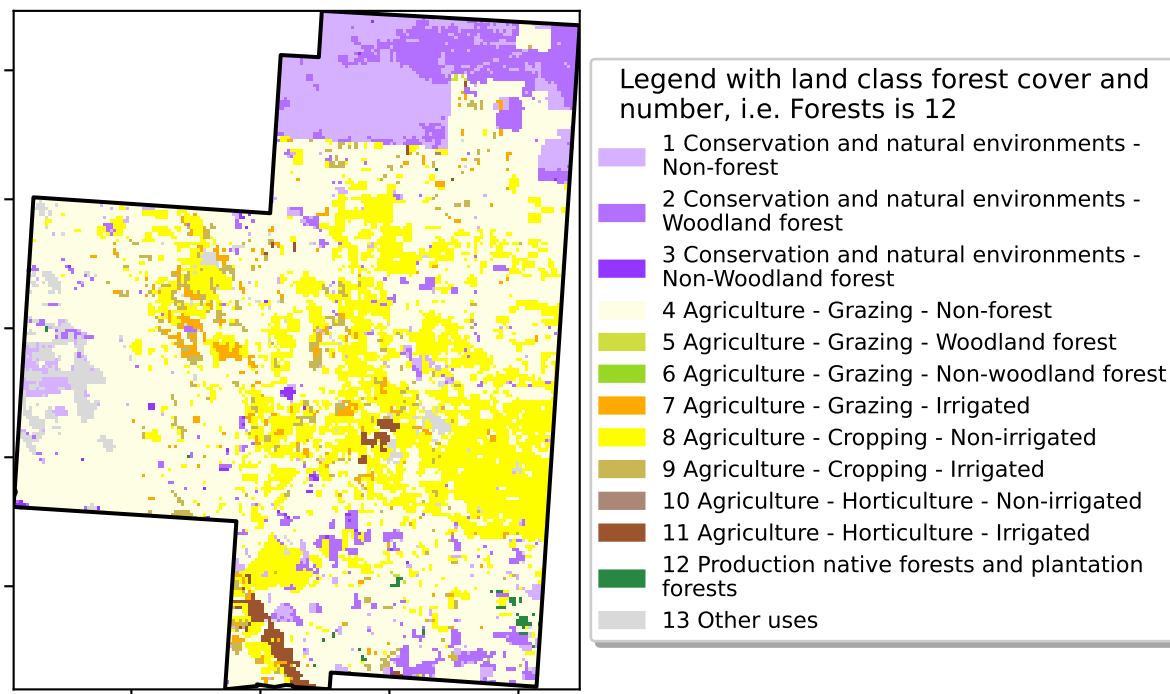 Legend with land class forest cover and
number, i.e. Forests is 12
1 Conservation and natural environments -
Non-forest
2 Conservation and natural environments -
Woodland forest
3 Conservation and natural environments -
Non-Woodland forest
4 Agriculture - Grazing - Non-forest
5 Agriculture - Grazing - Woodland forest
6 Agriculture - Grazing - Non-woodland forest
7 Agriculture - Grazing - Irrigated
8 Agriculture - Cropping - Non-irrigated
9 Agriculture - Cropping - Irrigated
10 Agriculture - Horticulture - Non-irrigated
11 Agriculture - Horticulture - Irrigated
12 Production native forests and plantation
forests
13 Other uses